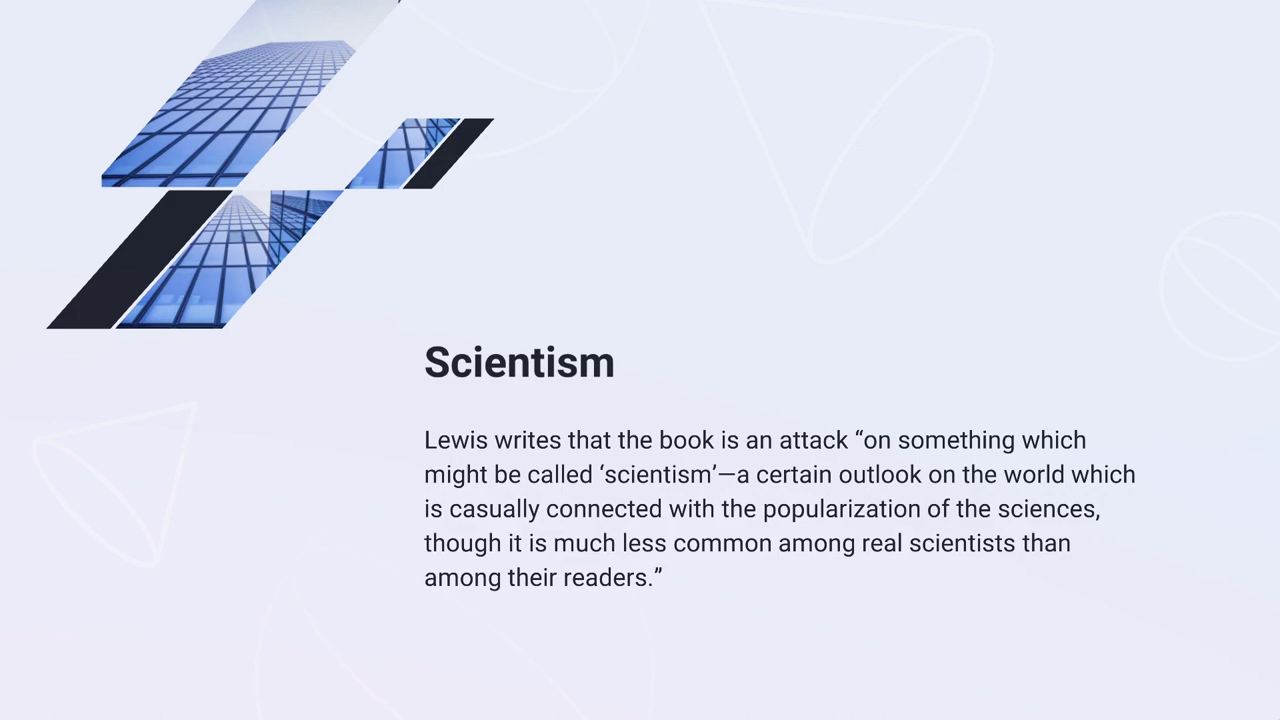 Scientism
Lewis writes that the book is an attack “on something which
might be called ‘scientism’—a certain outlook on the world which
is casually connected with the popularization of the sciences,
though it is much less common among real scientists than
among their readers.”